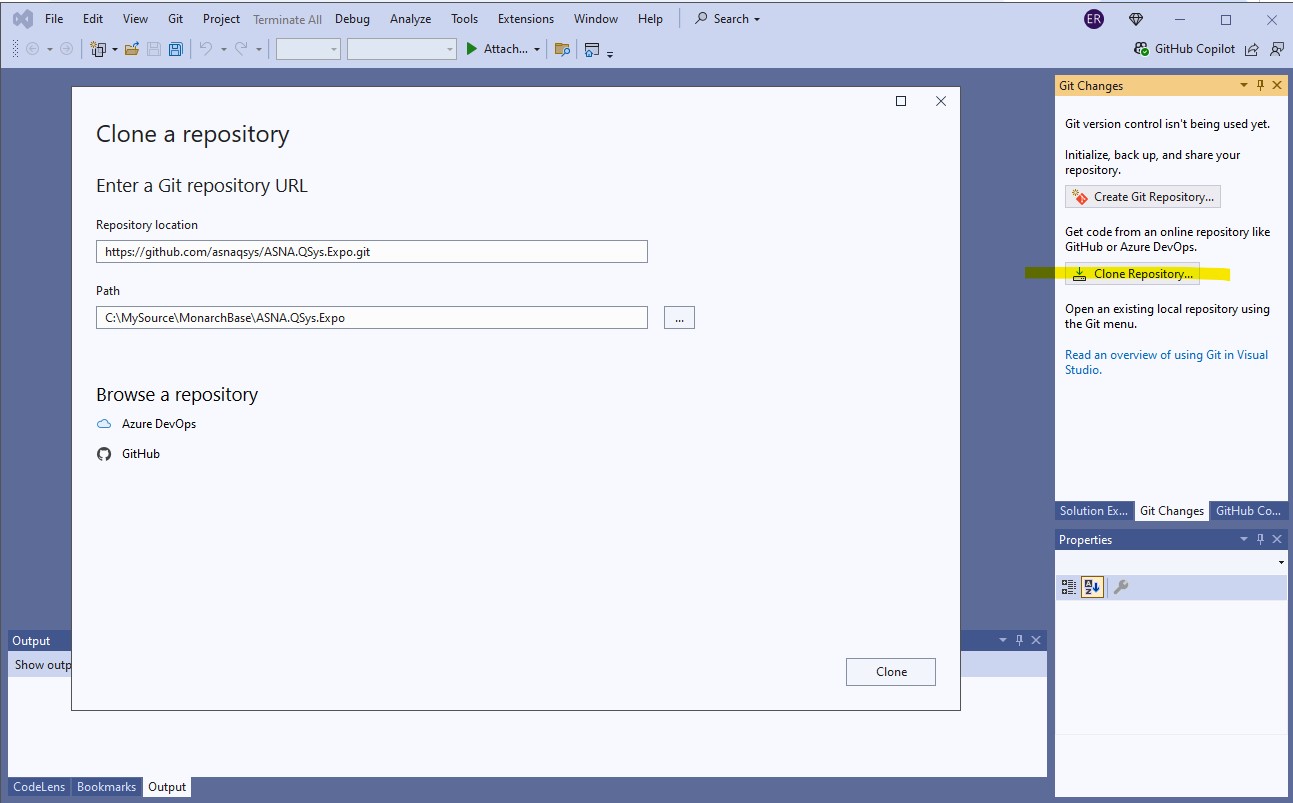 File Edit View Git Project Terminate All Debug Analyze Tools Extensions Window Help Search ER
Attach... GitHub Copilot
Clone a repository
Enter a Git repository URL
Repository location
https://github.com/asnaqsys/ASNA.QSys.Expo.git
Path
C:\MySource\MonarchBase\ASNA.QSys.Expo
...
Browse a repository
Azure DevOps
GitHub
Clone
Git Changes
Git version control isn't being used yet.
Initialize, back up, and share your
repository.
Create Git Repository...
Get code from an online repository like
GitHub or Azure DevOps.
Clone Repository...
Open an existing local repository using
the Git menu.
Read an overview of using Git in Visual
Studio.
Solution Ex... Git Changes GitHub Co...
Properties
A
Z
Output
Show outp
CodeLens Bookmarks Output